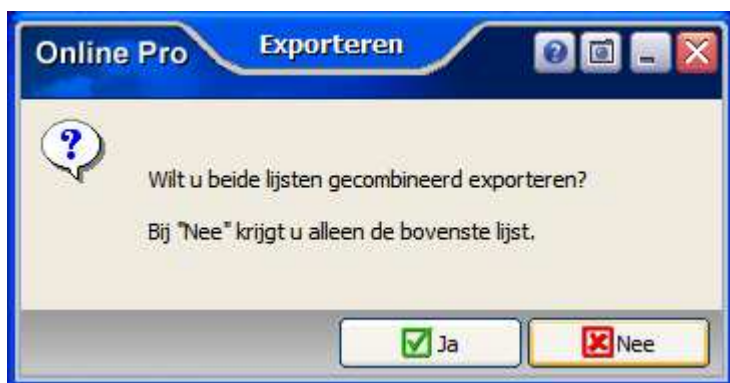 Online Pro
Exporteren
Wilt u beide lijsten gecombineerd exporteren?
Bij "Nee" krijgt u alleen de bovenste lijst.
Ja
Nee